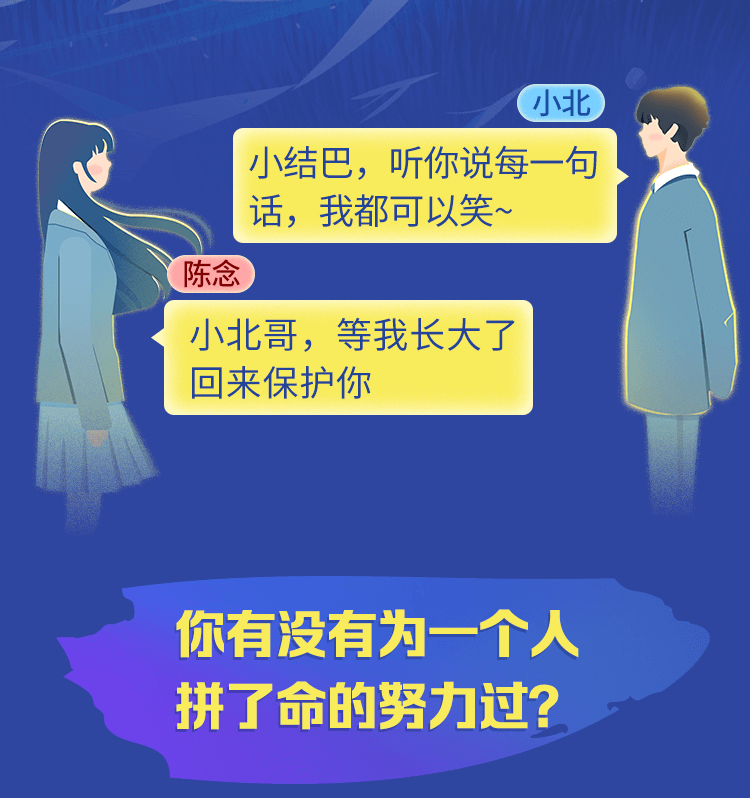 小北
小结巴，听你说每一句
话，我都可以笑~
陈念
小北哥，等我长大了
回来保护你
你有没有为一个人
拼了命的努力过?